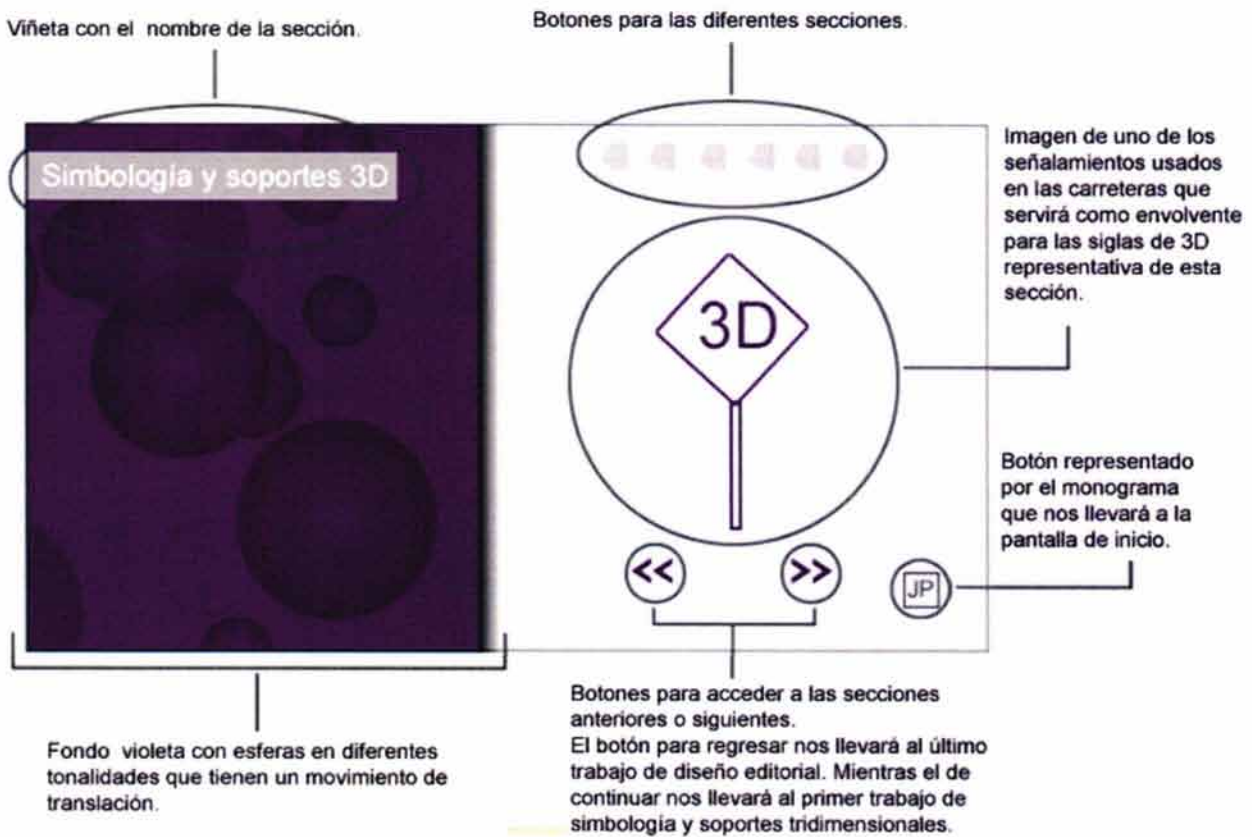 Viñeta con el nombre de la sección.
Botones para las diferentes secciones.
Simbología y soportes 3D
Imagen de uno de los
señalamientos usados
en las carreteras que
servirá como envolvente
para las siglas de 3D
representativa de esta
sección.
3D
Botón representado
por el monograma
que nos llevará a la
pantalla de inicio.
<<
>>
JP
Fondo violeta con esferas en diferentes
tonalidades que tienen un movimiento de
translación.
Botones para acceder a las secciones
anteriores o siguientes.
El botón para regresar nos llevará al último
trabajo de diseño editorial. Mientras el de
continuar nos llevará al primer trabajo de
simbología y soportes tridimensionales.